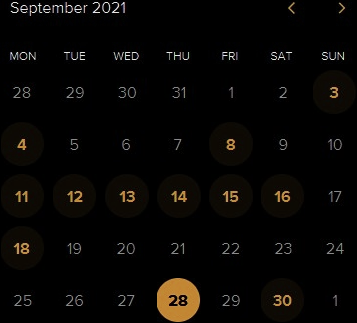 September 2021
MON TUE WED THU FRI SAT SUN
28 29 30 31 1 2 3
4 5 6 7 8 9 10
11 12 13 14 15 16 17
18 19 20 21 22 23 24
25 26 27 28 29 30 1